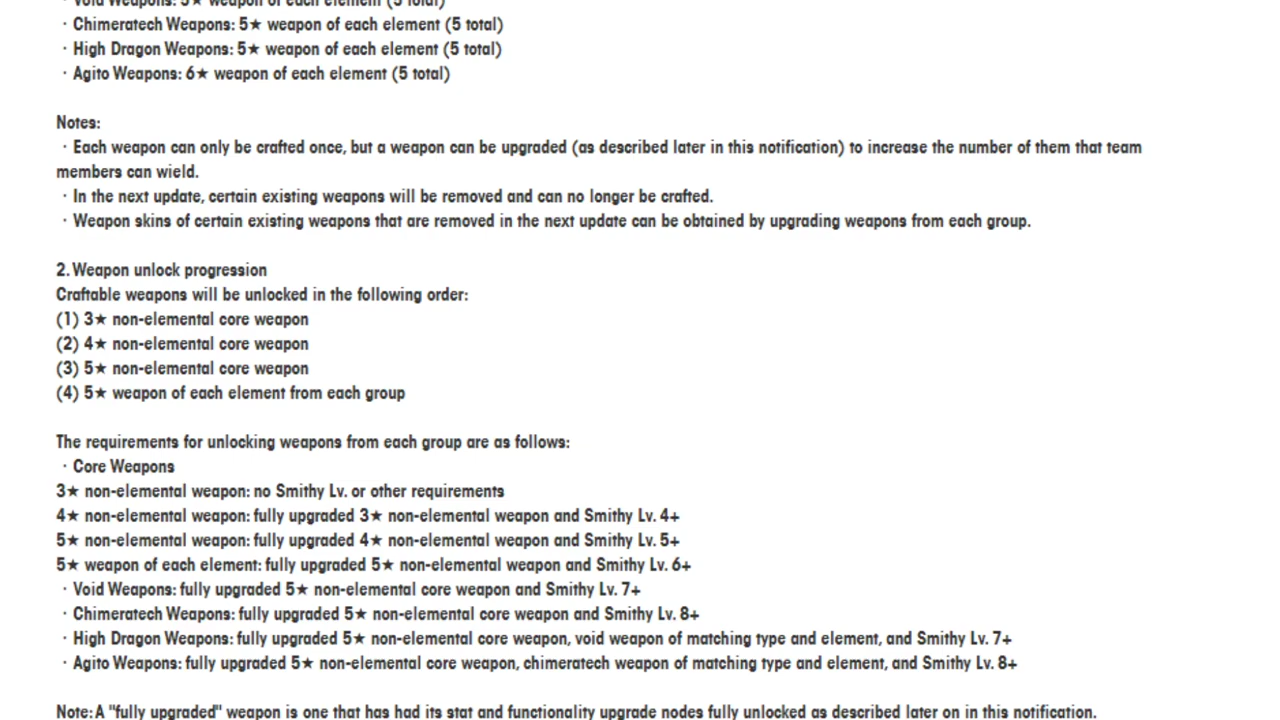 · Void Weapons: 5★ weapon of each element (5 total)
· Chimeratech Weapons: 5★ weapon of each element (5 total)
· High Dragon Weapons: 5★ weapon of each element (5 total)
· Agito Weapons: 6★ weapon of each element (5 total)
Notes:
· Each weapon can only be crafted once, but a weapon can be upgraded (as described later in this notification) to increase the number of them that team
members can wield.
· In the next update, certain existing weapons will be removed and can no longer be crafted.
· Weapon skins of certain existing weapons that are removed in the next update can be obtained by upgrading weapons from each group.
2. Weapon unlock progression
Craftable weapons will be unlocked in the following order:
(1) 3★ non-elemental core weapon
(2) 4★ non-elemental core weapon
(3) 5★ non-elemental core weapon
(4) 5★ weapon of each element from each group
The requirements for unlocking weapons from each group are as follows:
· Core Weapons
3★ non-elemental weapon: no Smithy Lv. or other requirements
4★ non-elemental weapon: fully upgraded 3★ non-elemental weapon and Smithy Lv. 4+
5★ non-elemental weapon: fully upgraded 4★ non-elemental weapon and Smithy Lv. 5+
5★ weapon of each element: fully upgraded 5★ non-elemental weapon and Smithy Lv. 6+
· Void Weapons: fully upgraded 5★ non-elemental core weapon and Smithy Lv. 7+
· Chimeratech Weapons: fully upgraded 5★ non-elemental core weapon and Smithy Lv. 8+
· High Dragon Weapons: fully upgraded 5★ non-elemental core weapon, void weapon of matching type and element, and Smithy Lv. 7+
· Agito Weapons: fully upgraded 5★ non-elemental core weapon, chimeratech weapon of matching type and element, and Smithy Lv. 8+
Note: A "fully upgraded" weapon is one that has had its stat and functionality upgrade nodes fully unlocked as described later on in this notification.